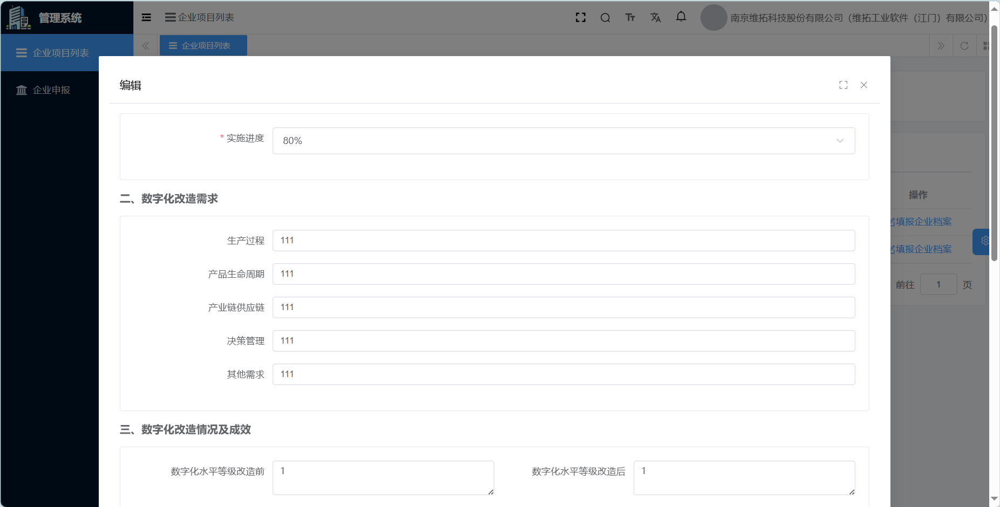 管理系统
企业项目列表
南京维拓科技股份有限公司（维拓工业软件（江门）有限公司）
企业项目列表
企业项目列表
企业申报
编辑
* 实施进度 80%
操作
二、数字化改造需求
填报企业档案
生产过程 111
填报企业档案
产品生命周期 111
前往 1 页
产业链供应链 111
决策管理 111
其他需求 111
三、数字化改造情况及成效
数字化水平等级改造前 1
数字化水平等级改造后 1